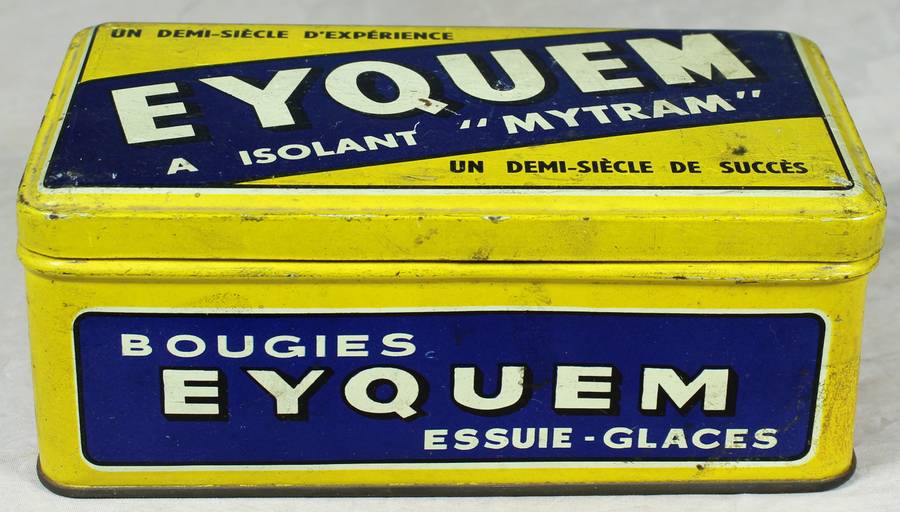 UN DEMI-SIÈCLE D'EXPÉRIENCE
EYQUEM
A ISOLANT "MYTRAM"
UN DEMI-SIÈCLE DE SUCCÈS
BOUGIES
EYQUEM
ESSUIE-GLACES